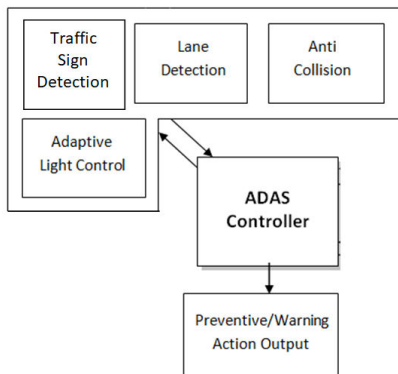 Traffic
Sign
Detection
Lane
Detection
Anti
Collision
Adaptive
Light Control
ADAS
Controller
Preventive/Warning
Action Output